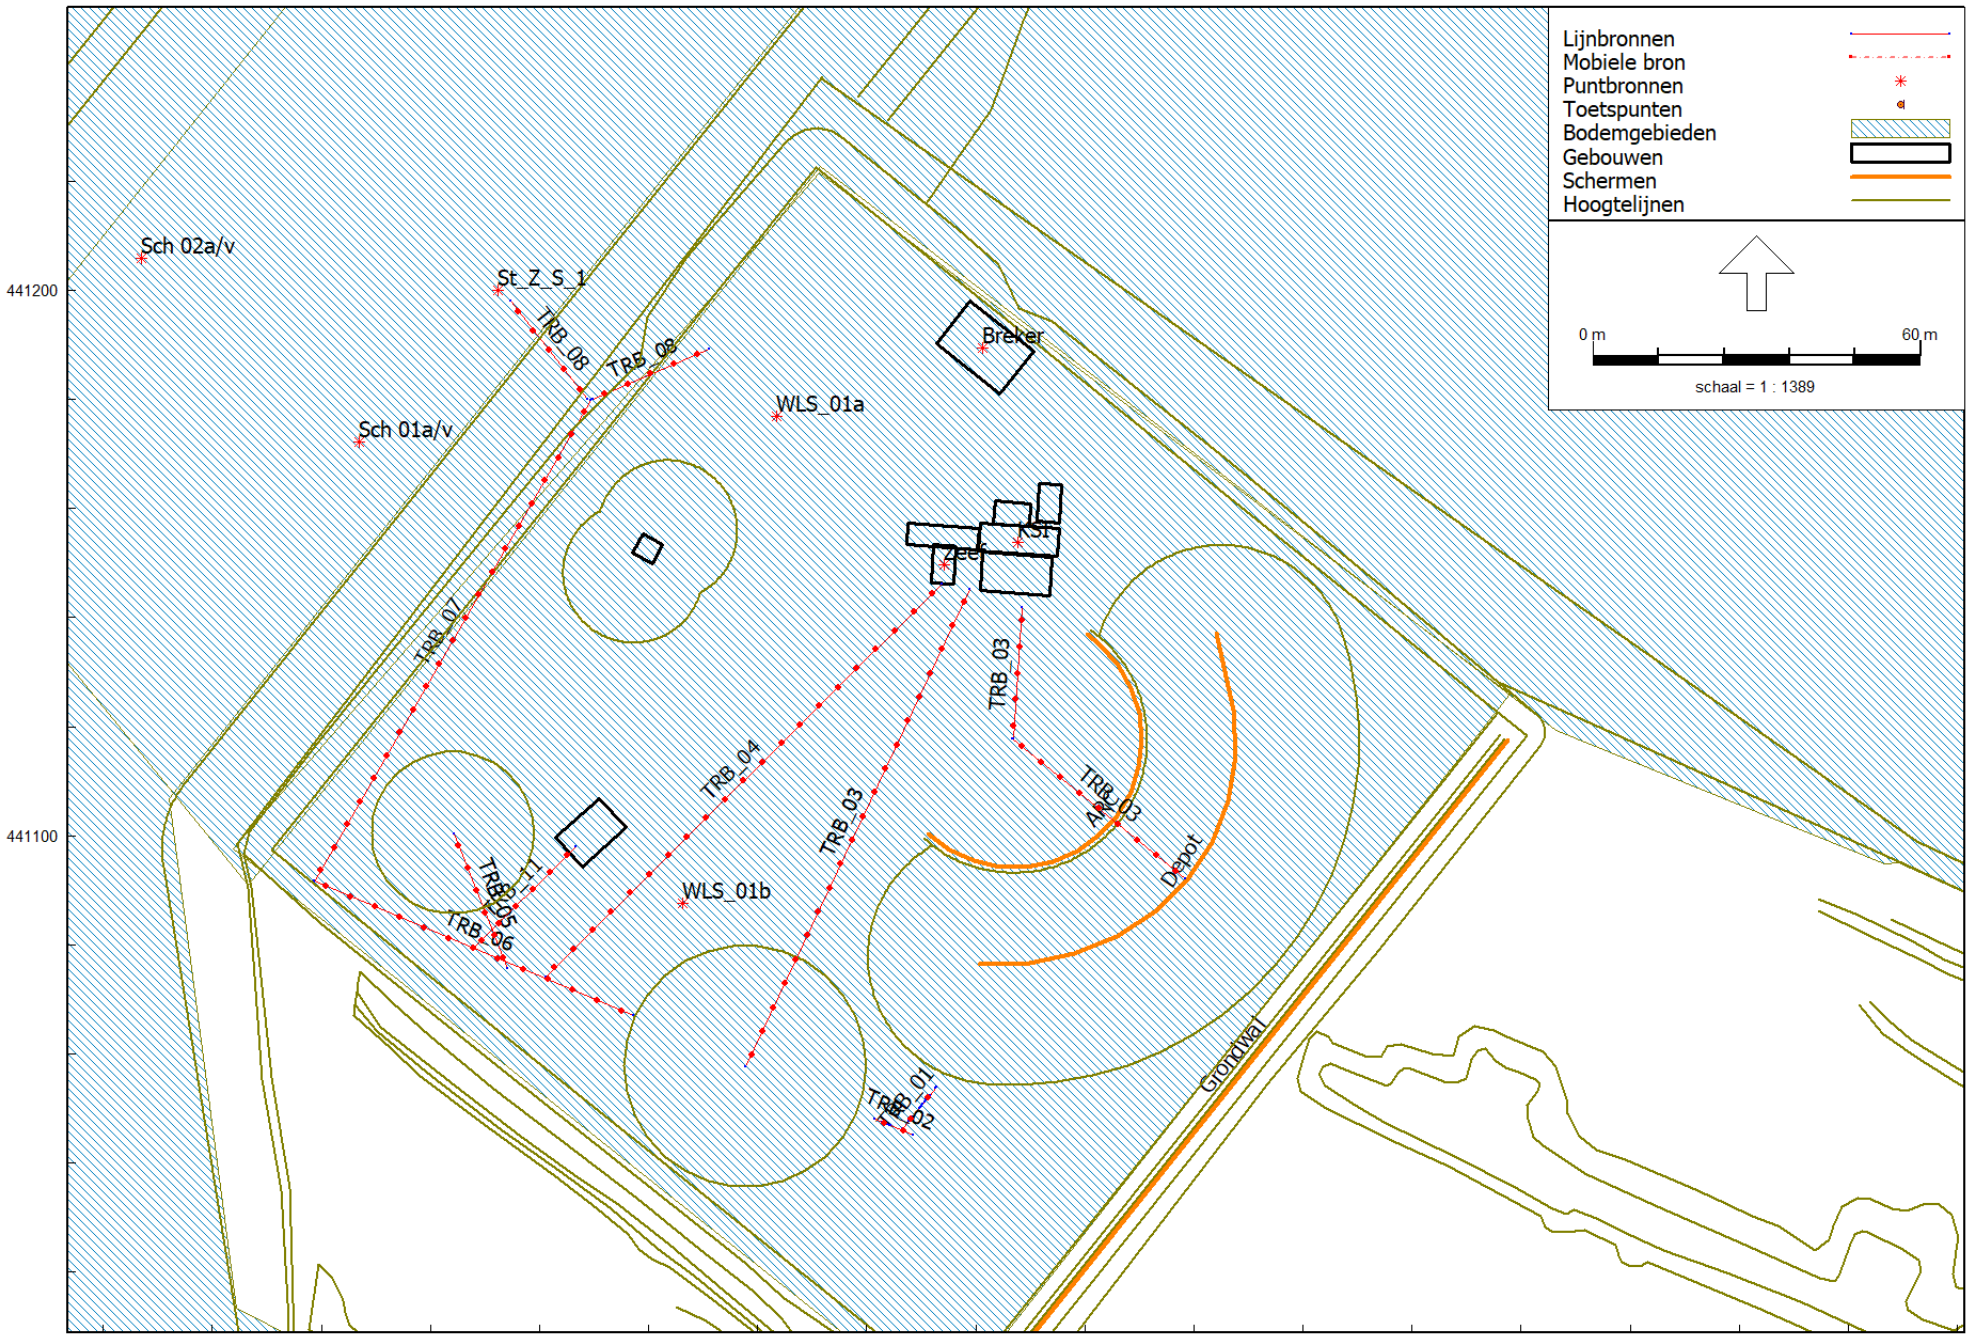 Lijnbronnen
Mobiele bron
Puntbronnen
Toetspunten
Bodemgebieden
Gebouwen
Schermen
Hoogtelijnen
0 m
60 m
schaal = 1 : 1389
Sch 02a/v
St_Z_S_1
441200
TRB_08
TRB_08
Breker
WLS_01a
Sch 01a/v
KSI
Zeef
TRB_07
TRB_03
TRB_04
TRB_03
TRB_03
441100
Depot
TRB_05
WLS_01b
TRB_06
Grondwal
TRB_01
TRB_02